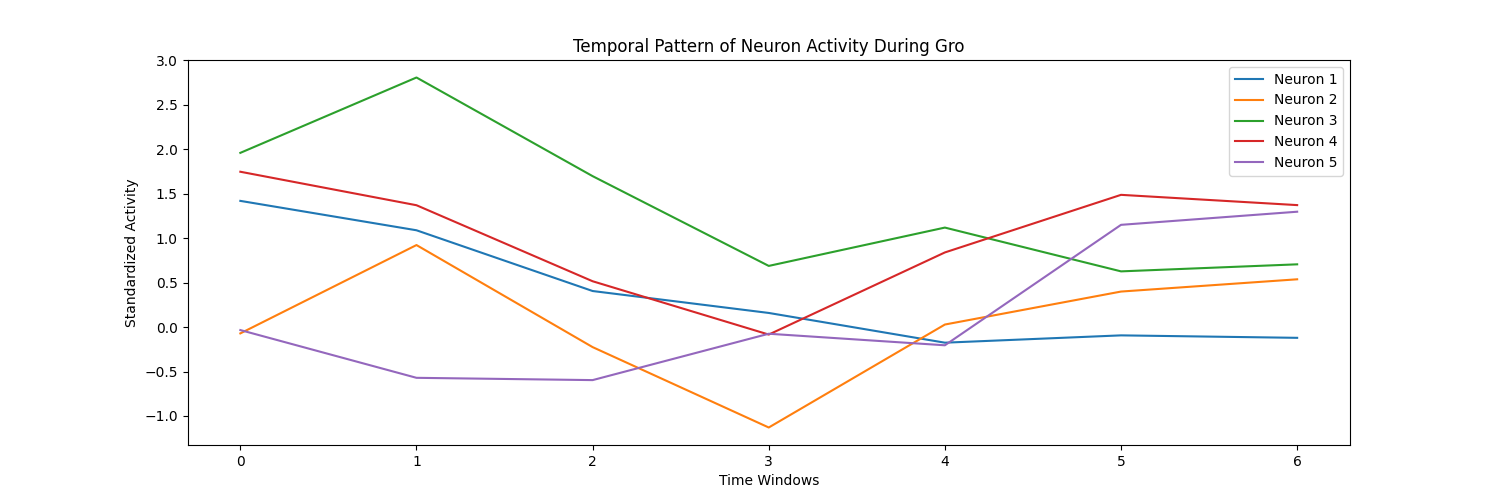 Temporal Pattern of Neuron Activity During Gro
3.0
2.5
2.0
1.5
1.0
0.5
0.0
−0.5
−1.0
Standardized Activity
Neuron 1
Neuron 2
Neuron 3
Neuron 4
Neuron 5
0 1 2 3 4 5 6
Time Windows